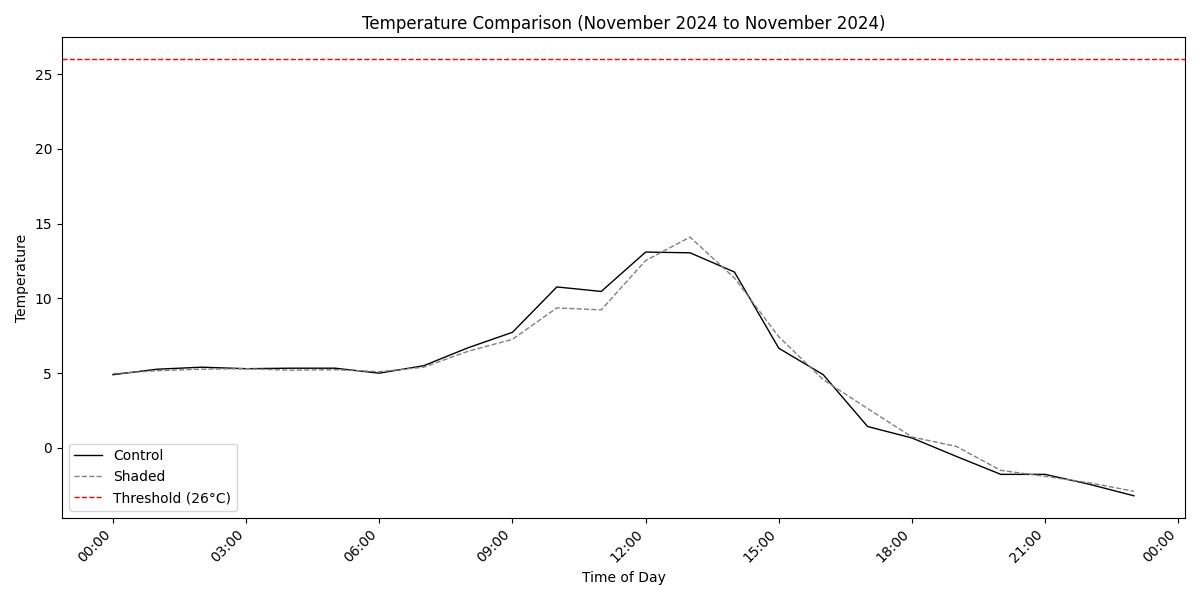 Temperature Comparison (November 2024 to November 2024)
25
20
15
10
5
0
Temperature
Control
Shaded
Threshold (26°C)
00:00
03:00
06:00
09:00
12:00
15:00
18:00
21:00
00:00
Time of Day